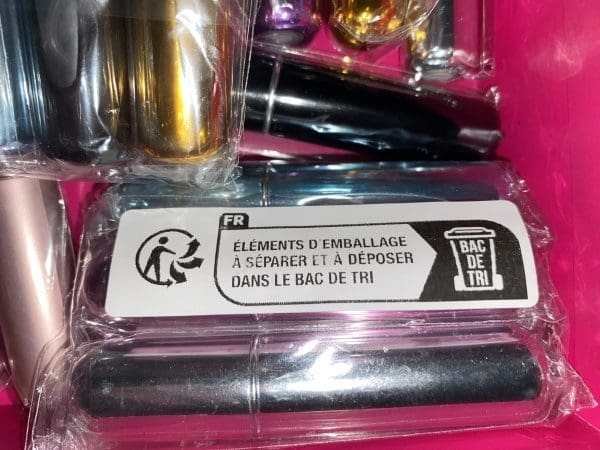 FR
ÉLÉMENTS D'EMBALLAGE
À SÉPARER ET À DÉPOSER
DANS LE BAC DE TRI
BAC
DE
TRI